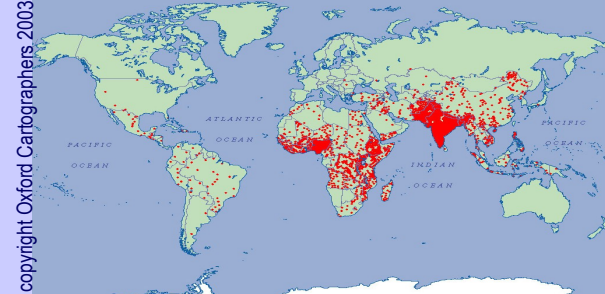 copyright Oxford Cartographers 2003
PACIFIC
OCEAN
ATLANTIC
OCEAN
INDIAN
OCEAN
PACIFIC
OCEAN